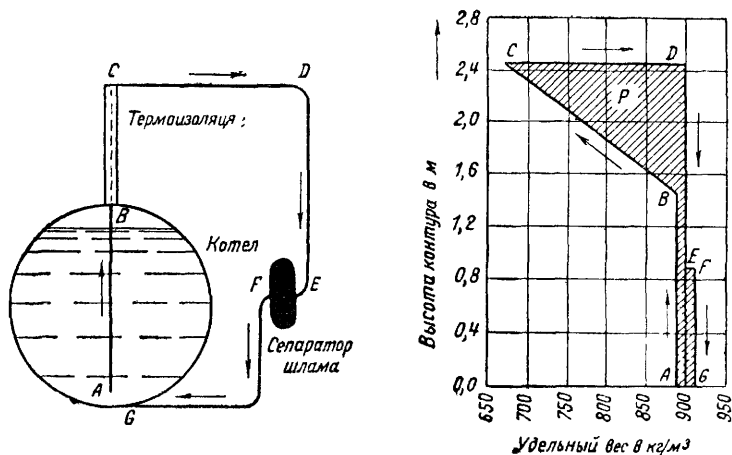 C
D
Термоизоляця:
B
Котел
F
E
Сепаратор
шлама
A
G
2,8
2,4
2,0
1,6
1,2
0,8
0,4
0,0
Высота контура в м
C
D
P
B
E
F
A
G
650
700
750
800
850
900
950
Удельный вес в кг/м³